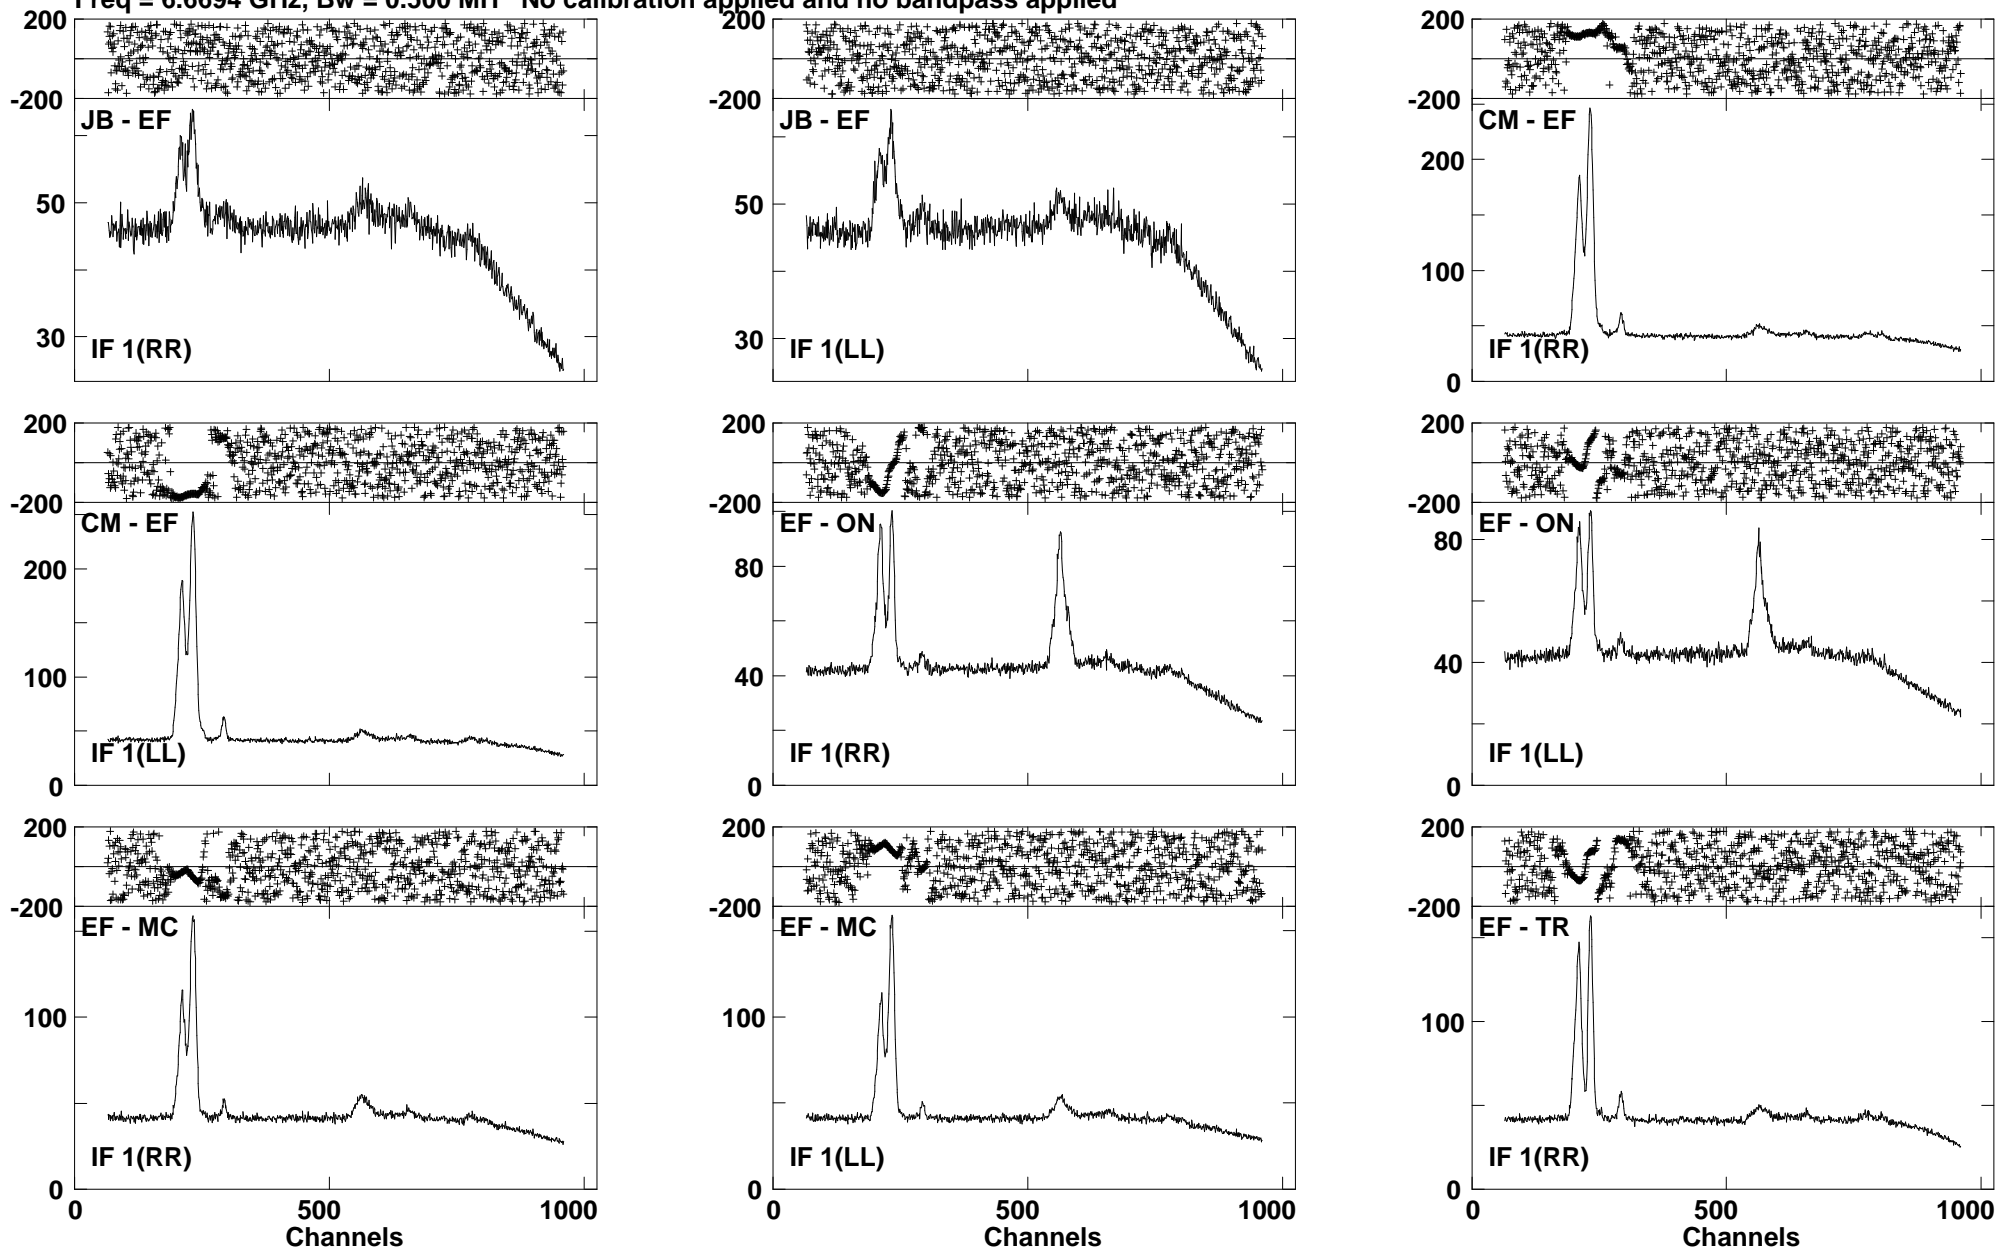 Freq = 6.6694 GHz, Bw = 0.500 MH No calibration applied and no bandpass applied
200
-200
JB - EF
50
30
IF 1(RR)
200
-200
JB - EF
50
30
IF 1(LL)
200
-200
CM - EF
200
100
0
IF 1(RR)
200
-200
CM - EF
200
100
0
IF 1(LL)
200
-200
EF - ON
80
40
0
IF 1(RR)
200
-200
EF - ON
80
40
0
IF 1(LL)
200
-200
EF - MC
100
0
IF 1(RR)
0 500 1000
Channels
200
-200
EF - MC
100
0
IF 1(LL)
0 500 1000
Channels
200
-200
EF - TR
100
0
IF 1(RR)
0 500 1000
Channels